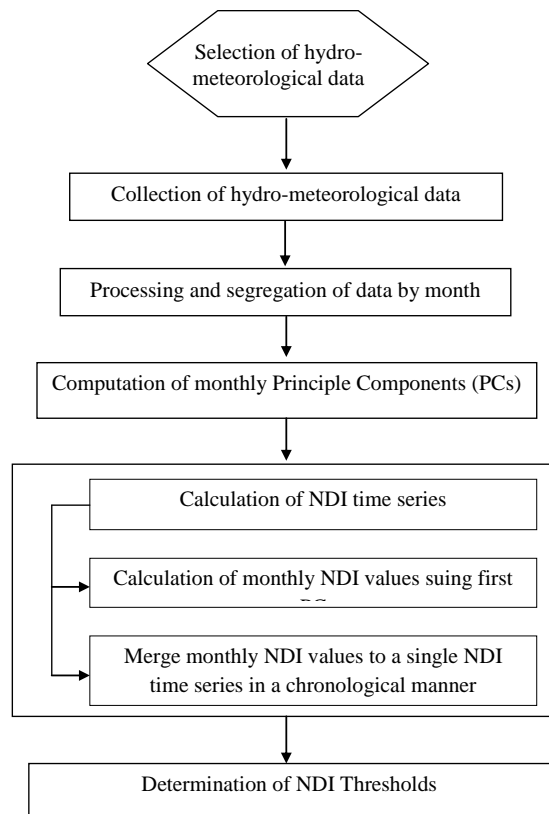 Selection of hydro-
meteorological data
Collection of hydro-meteorological data
Processing and segregation of data by month
Computation of monthly Principle Components (PCs)
Calculation of NDI time series
Calculation of monthly NDI values suing first
Merge monthly NDI values to a single NDI
time series in a chronological manner
Determination of NDI Thresholds